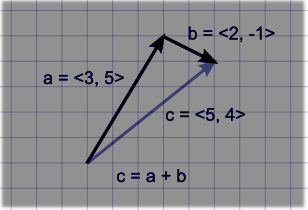 b = <2, -1>
a = <3, 5>
c = <5, 4>
c = a + b